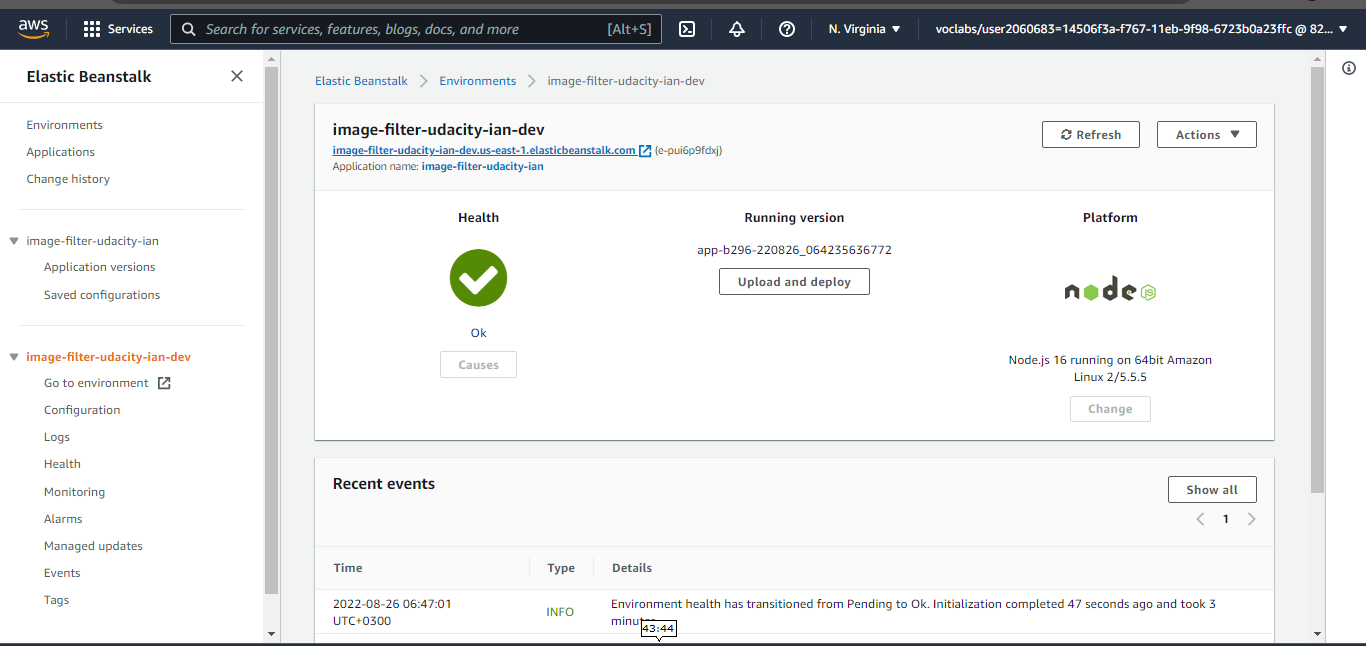 aws
Services
Search for services, features, blogs, docs, and more
[Alt+S]
N. Virginia
voclabs/user2060683=14506f3a-f767-11eb-9f98-6723b0a23ffc @ 82...
Elastic Beanstalk
Environments
Applications
Change history
image-filter-udacity-ian
Application versions
Saved configurations
image-filter-udacity-ian-dev
Go to environment
Configuration
Logs
Health
Monitoring
Alarms
Managed updates
Events
Tags
Elastic Beanstalk
Environments
image-filter-udacity-ian-dev
image-filter-udacity-ian-dev
image-filter-udacity-ian-dev.us-east-1.elasticbeanstalk.com (e-pui6p9fdxj)
Application name: image-filter-udacity-ian
Refresh
Actions
Health
Ok
Causes
Running version
app-b296-220826_064235636772
Upload and deploy
Platform
node JS
Node.js 16 running on 64bit Amazon
Linux 2/5.5.5
Change
Recent events
Show all
1
Time
Type
Details
2022-08-26 06:47:01
UTC+0300
INFO
Environment health has transitioned from Pending to Ok. Initialization completed 47 seconds ago and took 3
43:44